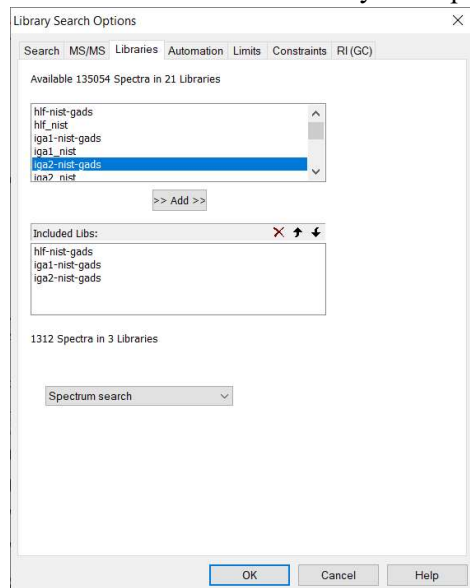 Library Search Options
Search MS/MS Libraries Automation Limits Constraints RI (GC)
Available 135054 Spectra in 21 Libraries
hlf-nist-gads
hlf_nist
iga1-nist-gads
iga1_nist
iga2-nist-gads
iga2_nist
>> Add >>
Included Libs:
hlf-nist-gads
iga1-nist-gads
iga2-nist-gads
1312 Spectra in 3 Libraries
Spectrum search
OK Cancel Help